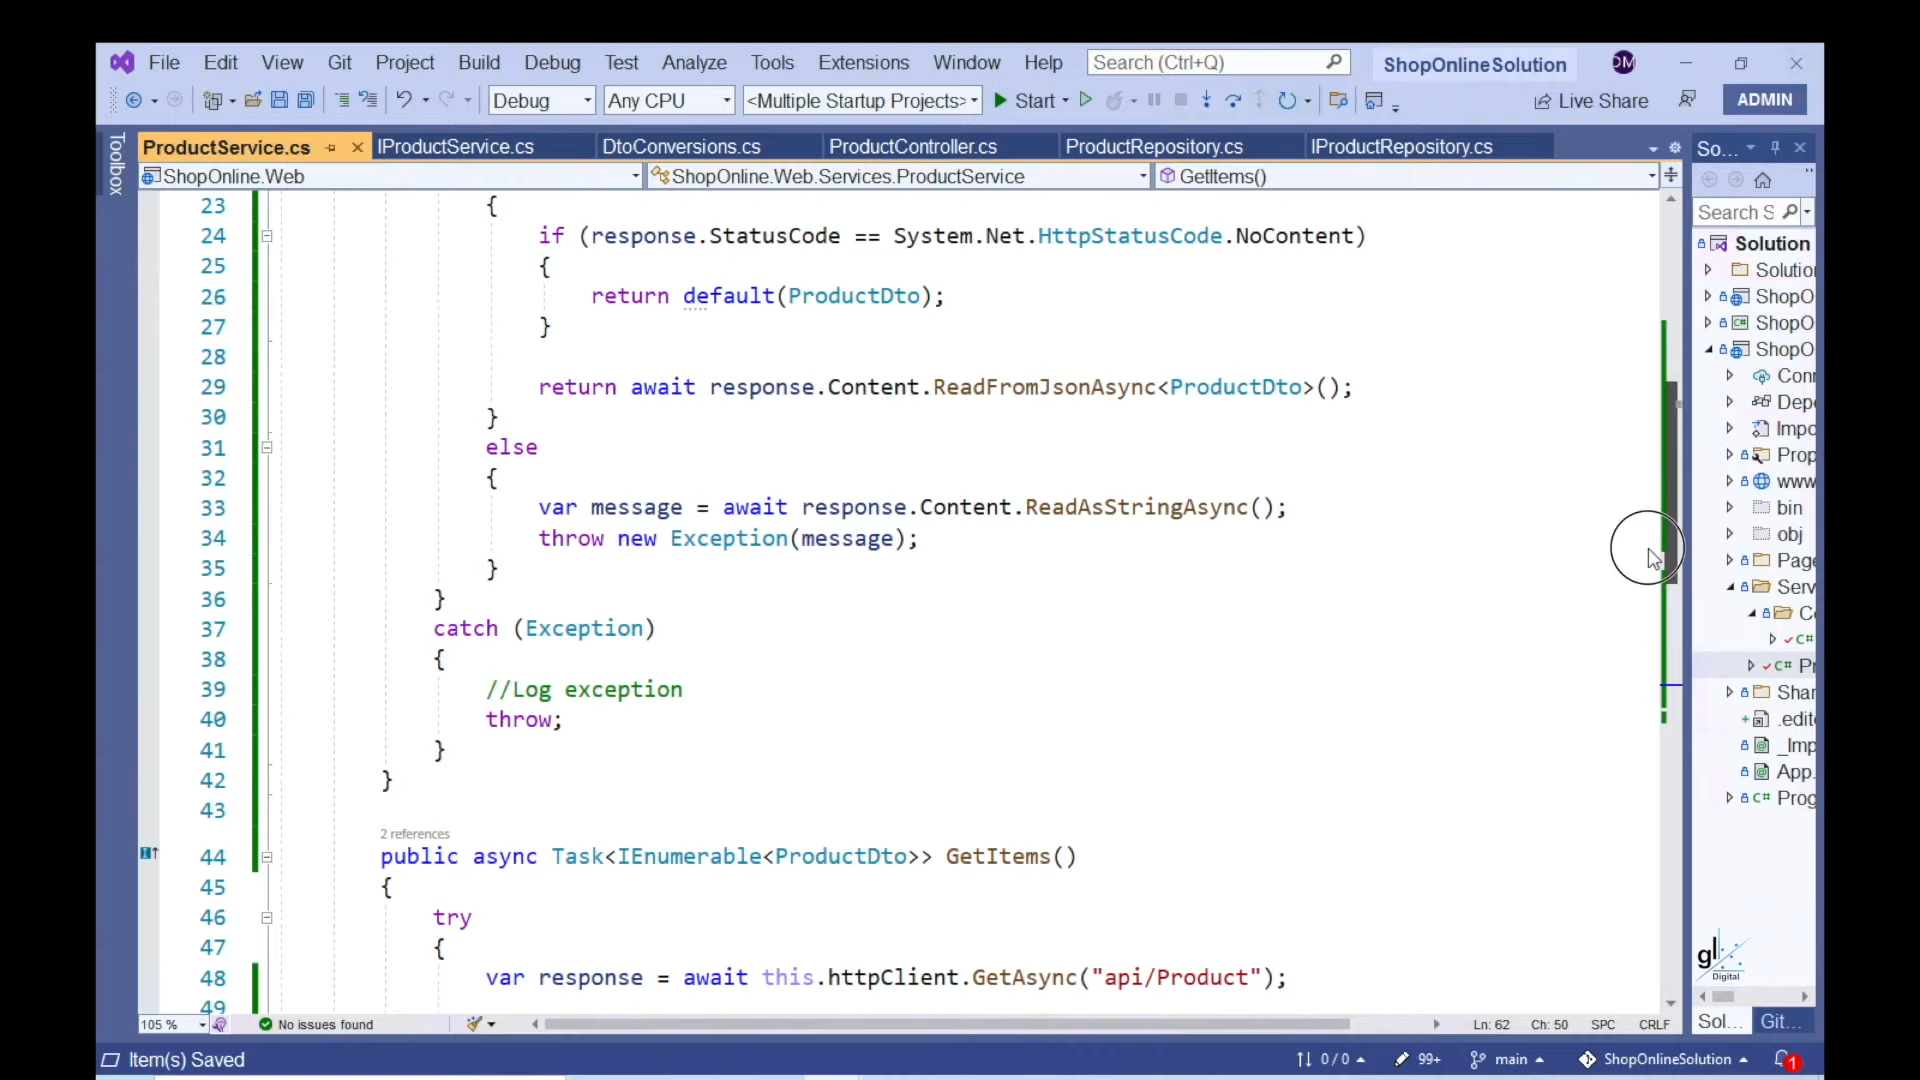 File Edit View Git Project Build Debug Test Analyze Tools Extensions Window Help Search (Ctrl+Q) ShopOnlineSolution DM
Debug Any CPU <Multiple Startup Projects> Start Live Share ADMIN
Toolbox
ProductService.cs IProductService.cs DtoConversions.cs ProductController.cs ProductRepository.cs IProductRepository.cs So...
ShopOnline.Web ShopOnline.Web.Services.ProductService GetItems()
23 {
24 if (response.StatusCode == System.Net.HttpStatusCode.NoContent)
25 {
26 return default(ProductDto);
27 }
28
29 return await response.Content.ReadFromJsonAsync<ProductDto>();
30 }
31 else
32 {
33 var message = await response.Content.ReadAsStringAsync();
34 throw new Exception(message);
35 }
36 }
37 catch (Exception)
38 {
39 //Log exception
40 throw;
41 }
42 }
43
2 references
44 public async Task<IEnumerable<ProductDto>> GetItems()
45 {
46 try
47 {
48 var response = await this.httpClient.GetAsync("api/Product");
49
Search S
Solution
Solutio
ShopO
C# ShopO
ShopO
Conn
Depe
Impo
Prop
www
bin
obj
Page
Serv
C
C#
C# Pr
Shar
.edit
_Imp
App.
C# Prog
gl
Digital
105 % No issues found Ln: 62 Ch: 50 SPC CRLF Sol... Git...
Item(s) Saved 0 / 0 99+ main ShopOnlineSolution 1